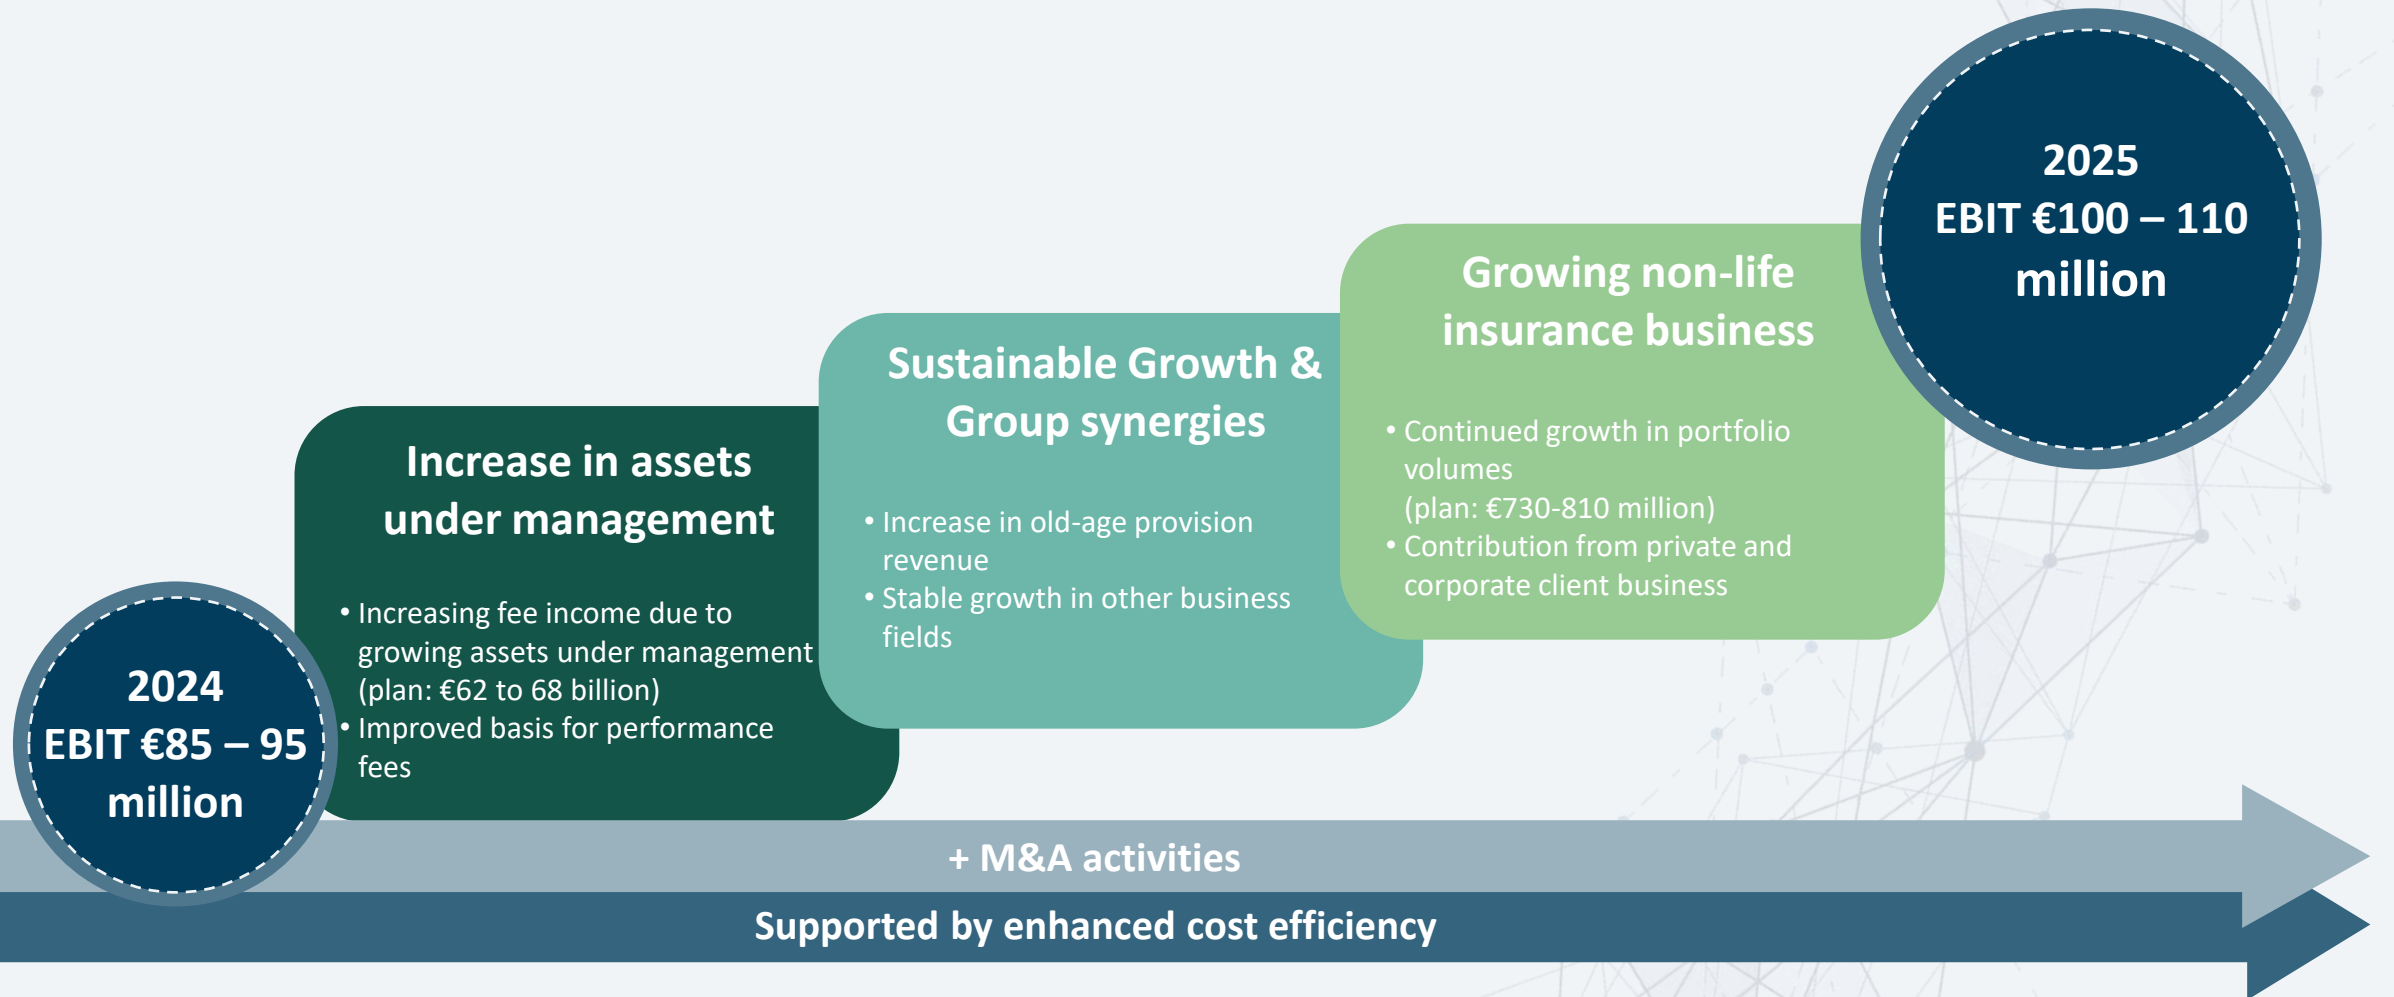 2024
EBIT €85 – 95
million
Increase in assets
under management
• Increasing fee income due to
growing assets under management
(plan: €62 to 68 billion)
• Improved basis for performance
fees
Sustainable Growth &
Group synergies
• Increase in old-age provision
revenue
• Stable growth in other business
fields
Growing non-life
insurance business
• Continued growth in portfolio
volumes
(plan: €730-810 million)
• Contribution from private and
corporate client business
2025
EBIT €100 – 110
million
+ M&A activities
Supported by enhanced cost efficiency